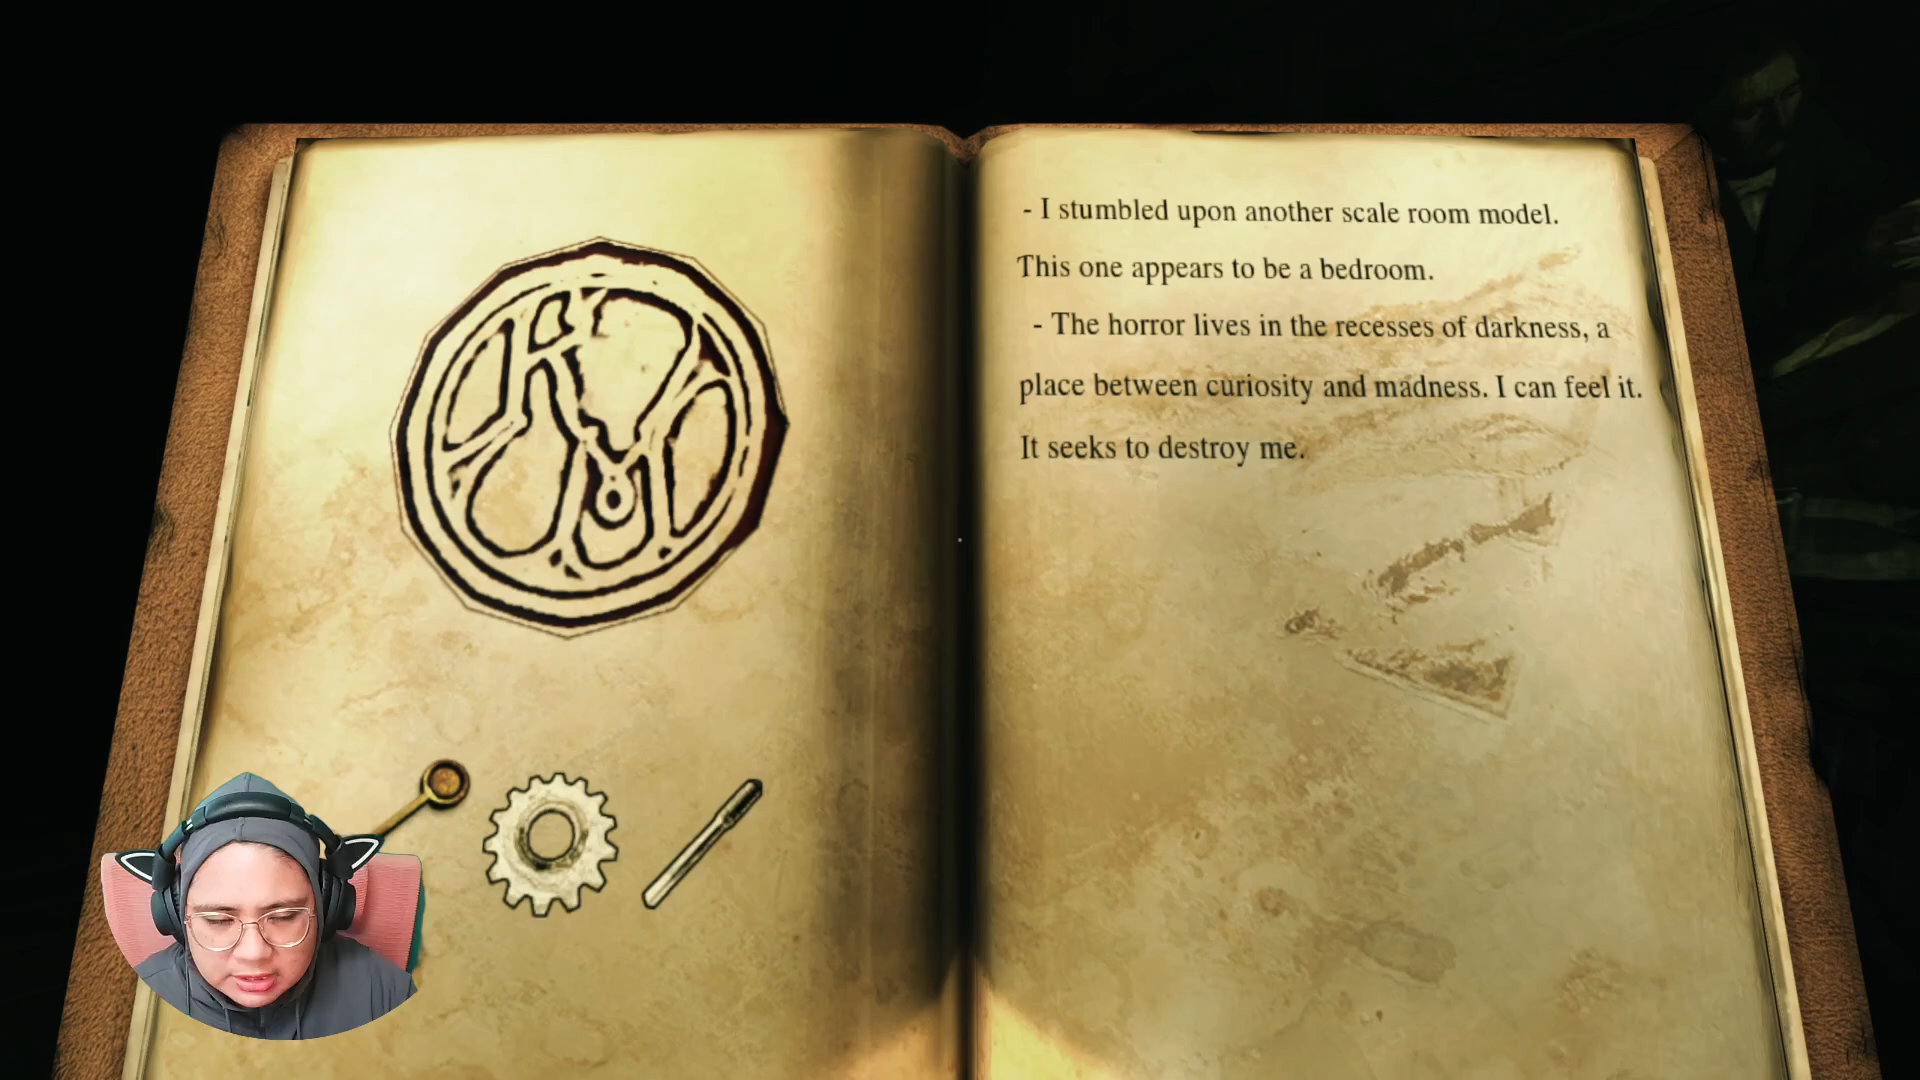 - I stumbled upon another scale room model.
This one appears to be a bedroom.
- The horror lives in the recesses of darkness, a
place between curiosity and madness. I can feel it.
It seeks to destroy me.